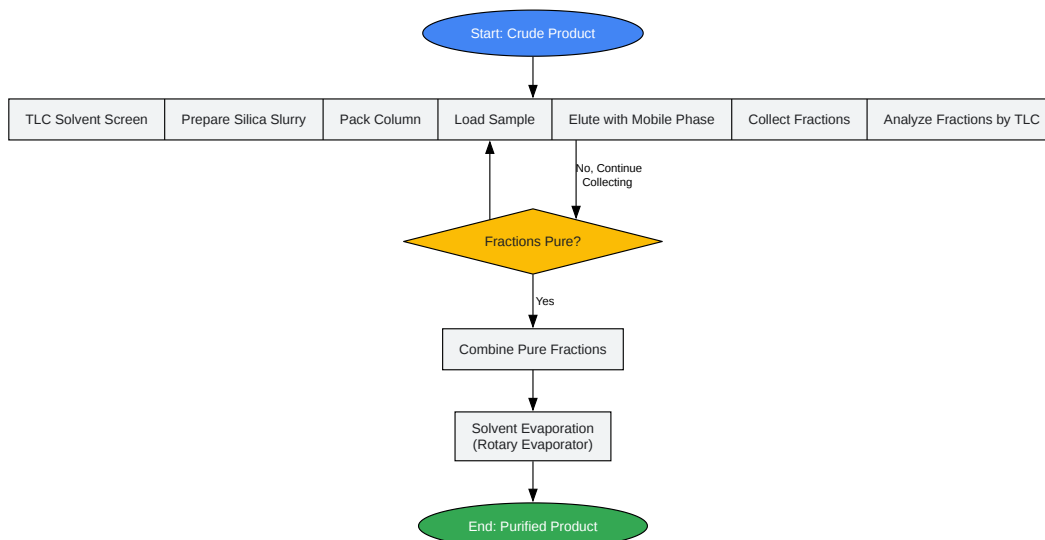 Start: Crude Product
TLC Solvent Screen
Prepare Silica Slurry
Pack Column
Load Sample
Elute with Mobile Phase
Collect Fractions
Analyze Fractions by TLC
No, Continue
Collecting
Fractions Pure?
Yes
Combine Pure Fractions
Solvent Evaporation
(Rotary Evaporator)
End: Purified Product